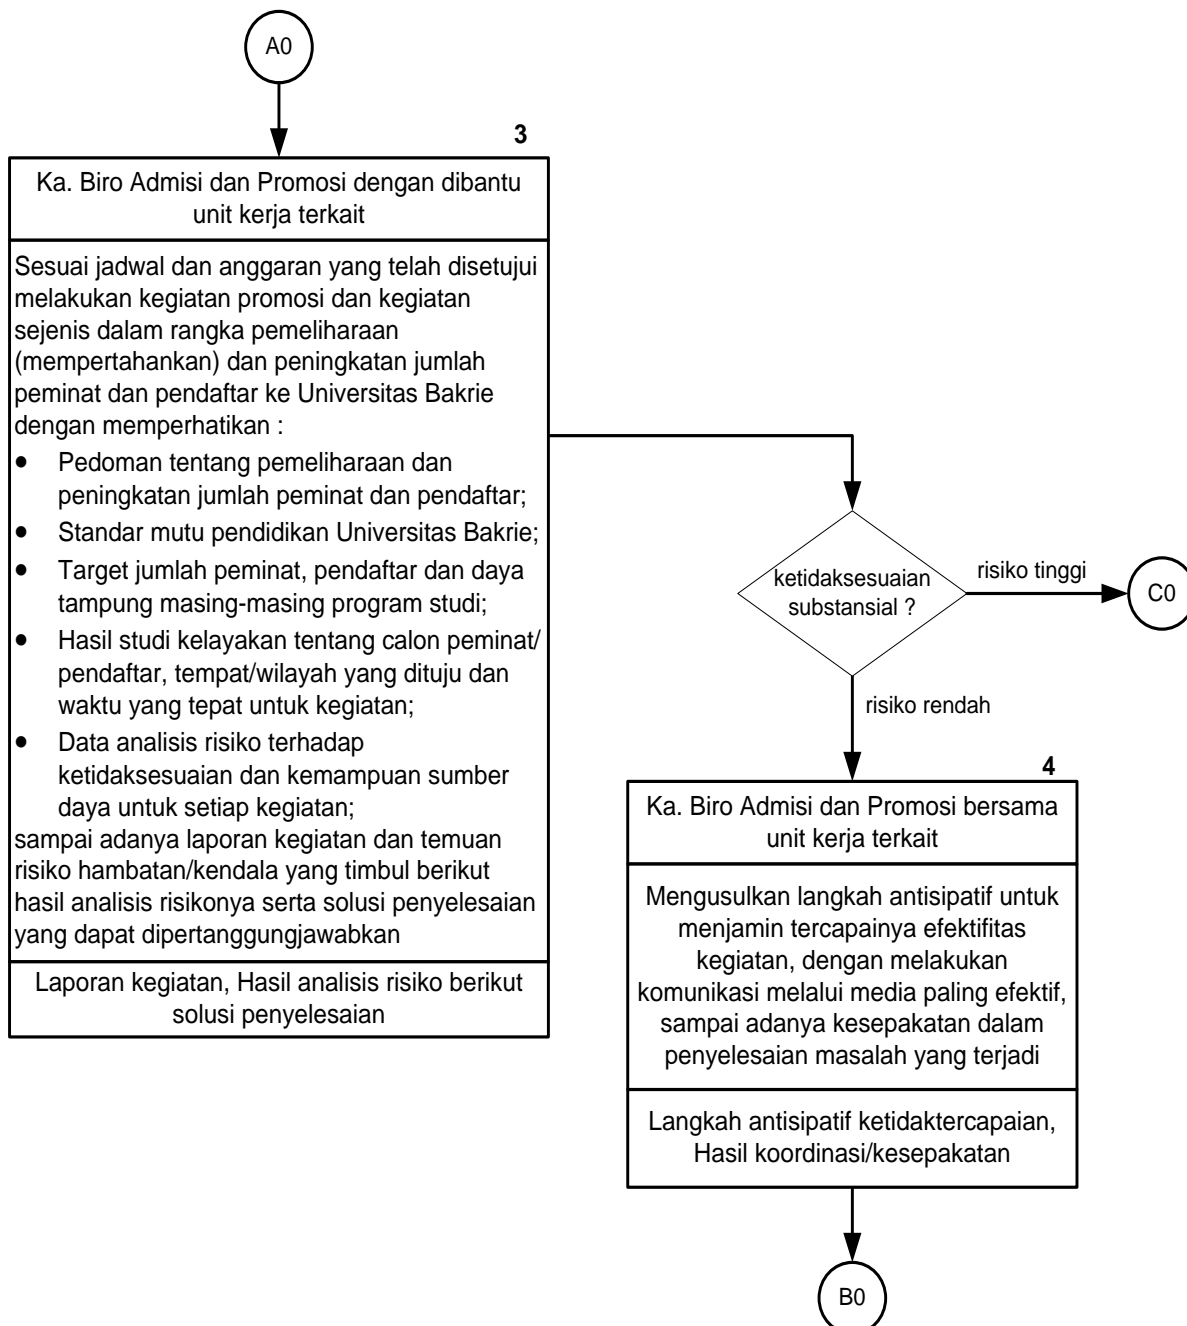 A0
3
Ka. Biro Admisi dan Promosi dengan dibantu
unit kerja terkait
Sesuai jadwal dan anggaran yang telah disetujui
melakukan kegiatan promosi dan kegiatan
sejenis dalam rangka pemeliharaan
(mempertahankan) dan peningkatan jumlah
peminat dan pendaftar ke Universitas Bakrie
dengan memperhatikan :
● Pedoman tentang pemeliharaan dan
peningkatan jumlah peminat dan pendaftar;
● Standar mutu pendidikan Universitas Bakrie;
● Target jumlah peminat, pendaftar dan daya
tampung masing-masing program studi;
● Hasil studi kelayakan tentang calon peminat/
pendaftar, tempat/wilayah yang dituju dan
waktu yang tepat untuk kegiatan;
● Data analisis risiko terhadap
ketidaksesuaian dan kemampuan sumber
daya untuk setiap kegiatan;
sampai adanya laporan kegiatan dan temuan
risiko hambatan/kendala yang timbul berikut
hasil analisis risikonya serta solusi penyelesaian
yang dapat dipertanggungjawabkan
Laporan kegiatan, Hasil analisis risiko berikut
solusi penyelesaian
ketidaksesuaian
substansial ?
risiko tinggi
C0
risiko rendah
4
Ka. Biro Admisi dan Promosi bersama
unit kerja terkait
Mengusulkan langkah antisipatif untuk
menjamin tercapainya efektifitas
kegiatan, dengan melakukan
komunikasi melalui media paling efektif,
sampai adanya kesepakatan dalam
penyelesaian masalah yang terjadi
Langkah antisipatif ketidaktercapaian,
Hasil koordinasi/kesepakatan
B0